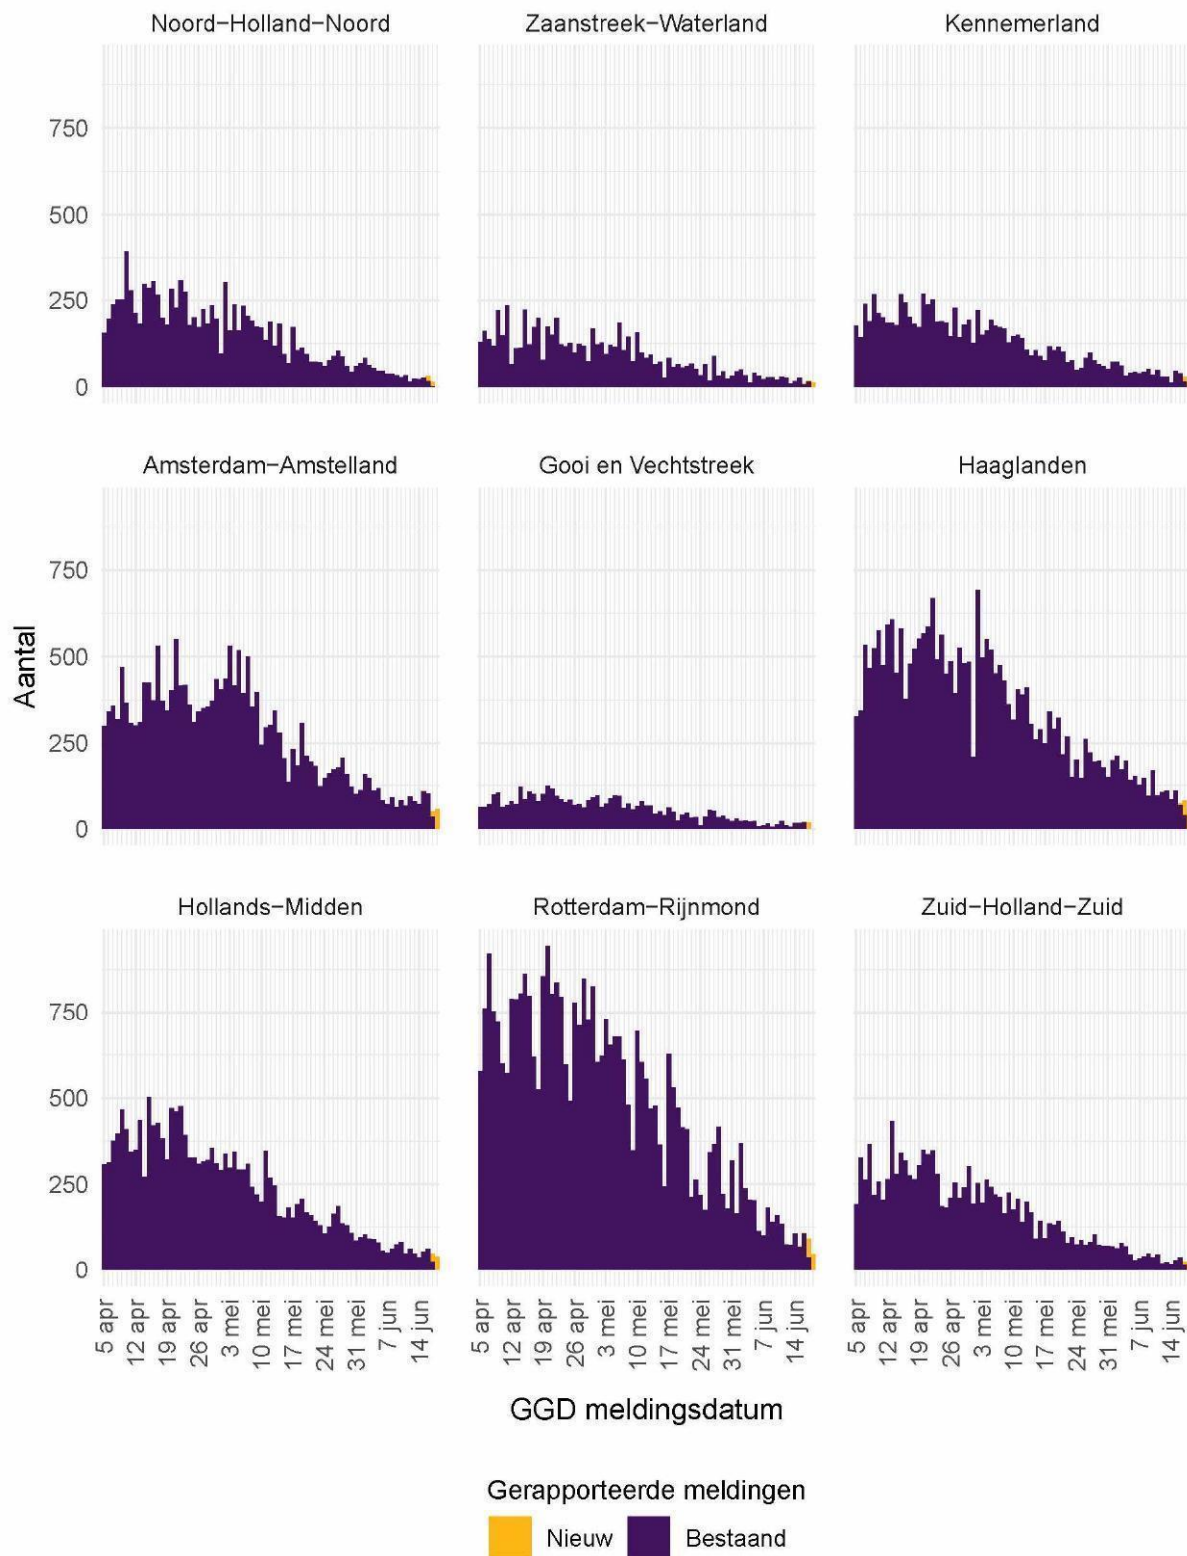 Noord−Holland−Noord
Zaanstreek−Waterland
Kennemerland
750
500
250
0
Amsterdam−Amstelland
Gooi en Vechtstreek
Haaglanden
750
500
250
0
Aantal
Hollands−Midden
Rotterdam−Rijnmond
Zuid−Holland−Zuid
750
500
250
0
5 apr
12 apr
19 apr
26 apr
3 mei
10 mei
17 mei
24 mei
31 mei
7 jun
14 jun
5 apr
12 apr
19 apr
26 apr
3 mei
10 mei
17 mei
24 mei
31 mei
7 jun
14 jun
5 apr
12 apr
19 apr
26 apr
3 mei
10 mei
17 mei
24 mei
31 mei
7 jun
14 jun
GGD meldingsdatum
Gerapporteerde meldingen
Nieuw
Bestaand